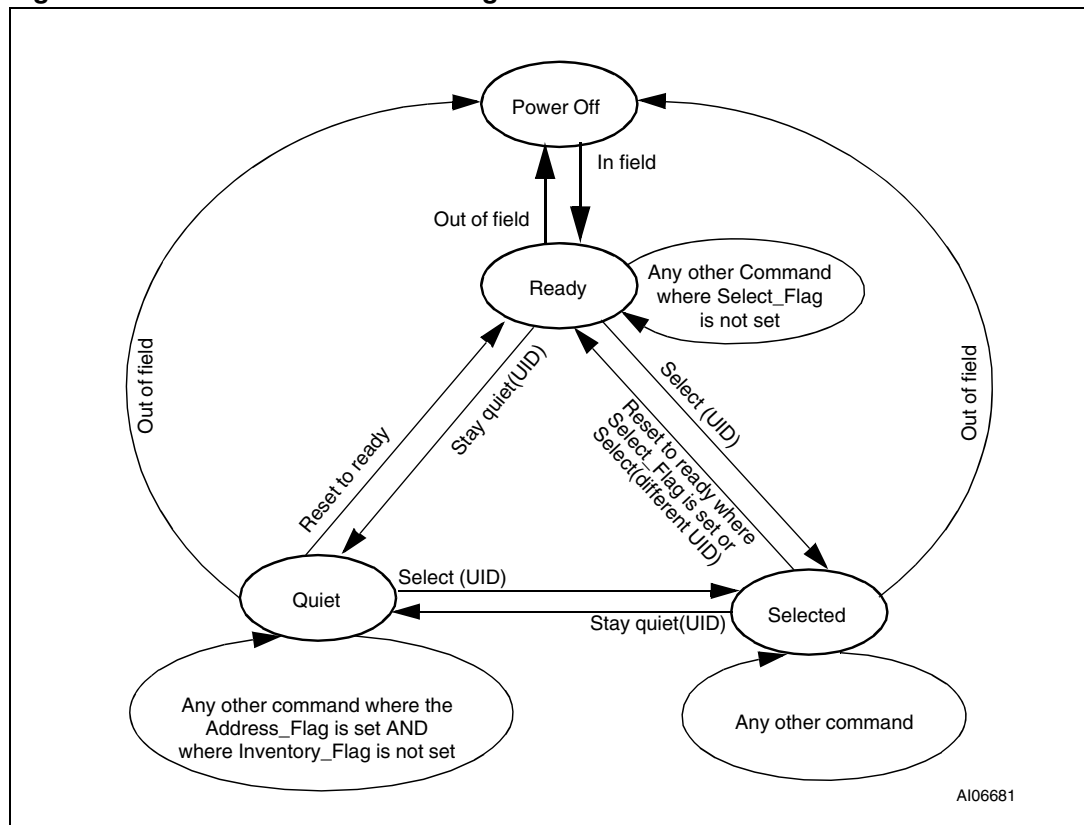 Power Off
In field
Out of field
Ready
Any other Command
where Select_Flag
is not set
Out of field
Out of field
Reset to ready
Stay quiet(UID)
Select (UID)
Reset to ready where
Select_Flag is set or
Select(different UID)
Quiet
Select (UID)
Stay quiet(UID)
Selected
Any other command where the
Address_Flag is set AND
where Inventory_Flag is not set
Any other command
AI06681